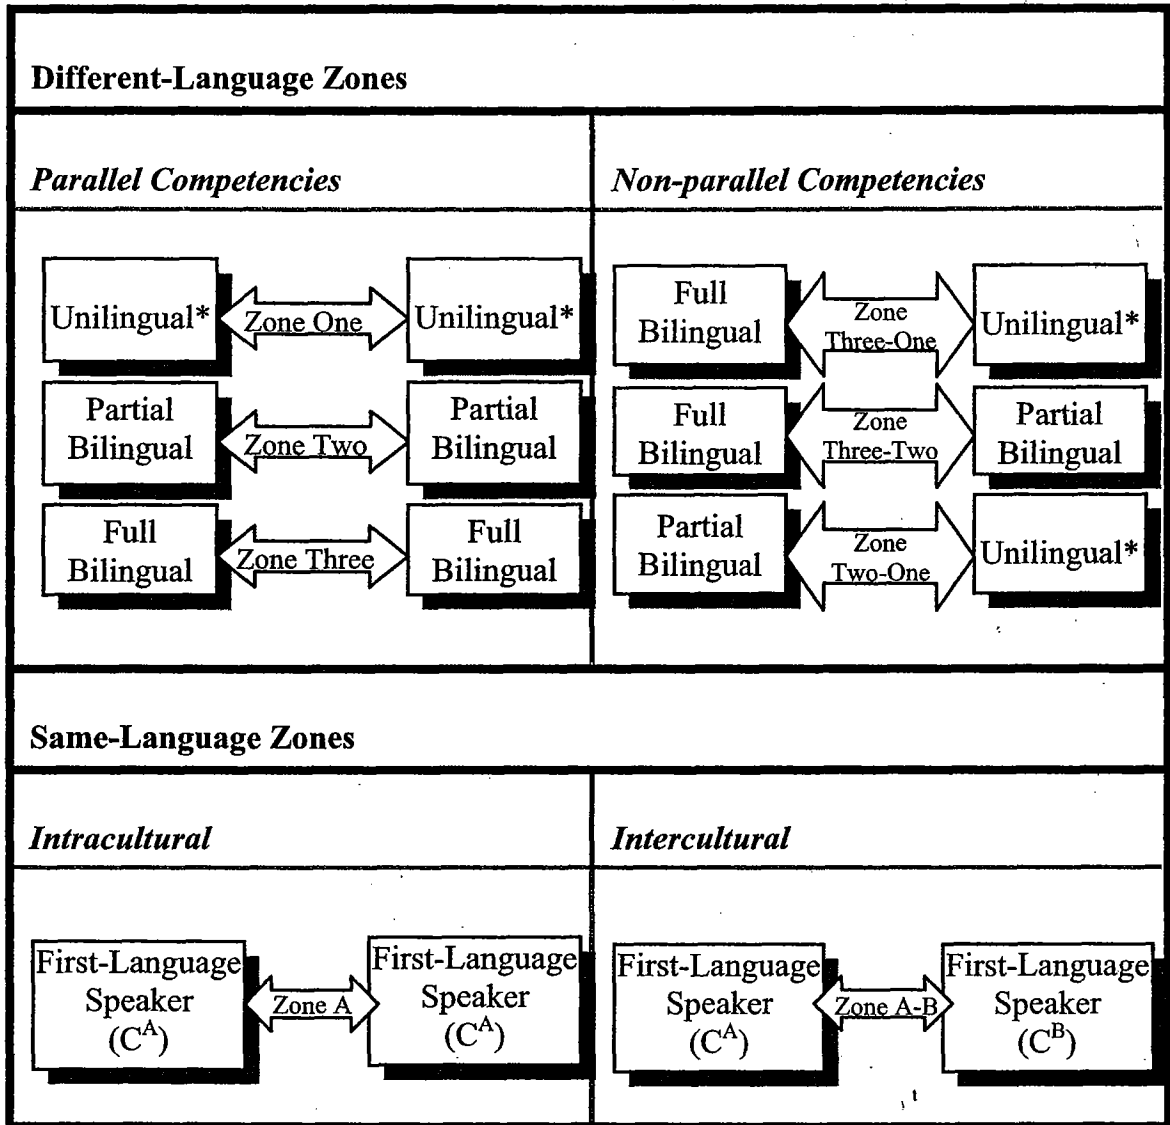 Different-Language Zones
Parallel Competencies
Non-parallel Competencies
Unilingual*
Zone One
Unilingual*
Full
Bilingual
Zone
Three-One
Unilingual*
Partial
Bilingual
Zone Two
Partial
Bilingual
Full
Bilingual
Zone
Three-Two
Partial
Bilingual
Full
Bilingual
Zone Three
Full
Bilingual
Partial
Bilingual
Zone
Two-One
Unilingual*
Same-Language Zones
Intracultural
Intercultural
First-Language
Speaker
(C^A)
Zone A
First-Language
Speaker
(C^A)
First-Language
Speaker
(C^A)
Zone A-B
First-Language
Speaker
(C^B)